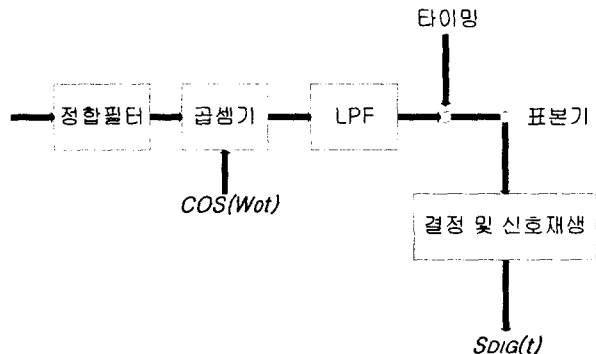 타이밍
정합필터
곱셈기
LPF
표본기
COS(Wot)
결정 및 신호재생
SDIG(t)